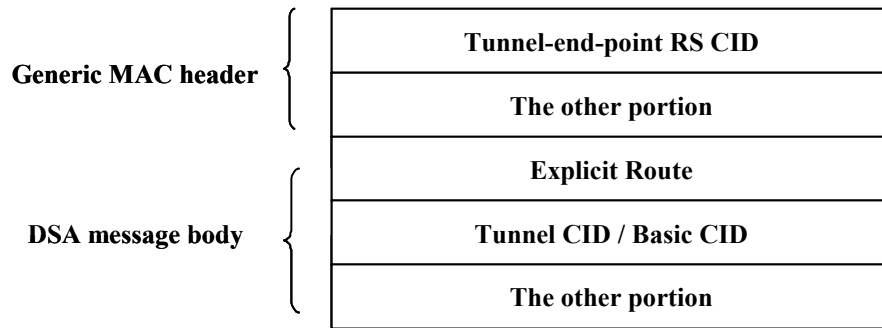 Tunnel-end-point RS CID
Generic MAC header
The other portion
Explicit Route
DSA message body
Tunnel CID / Basic CID
The other portion